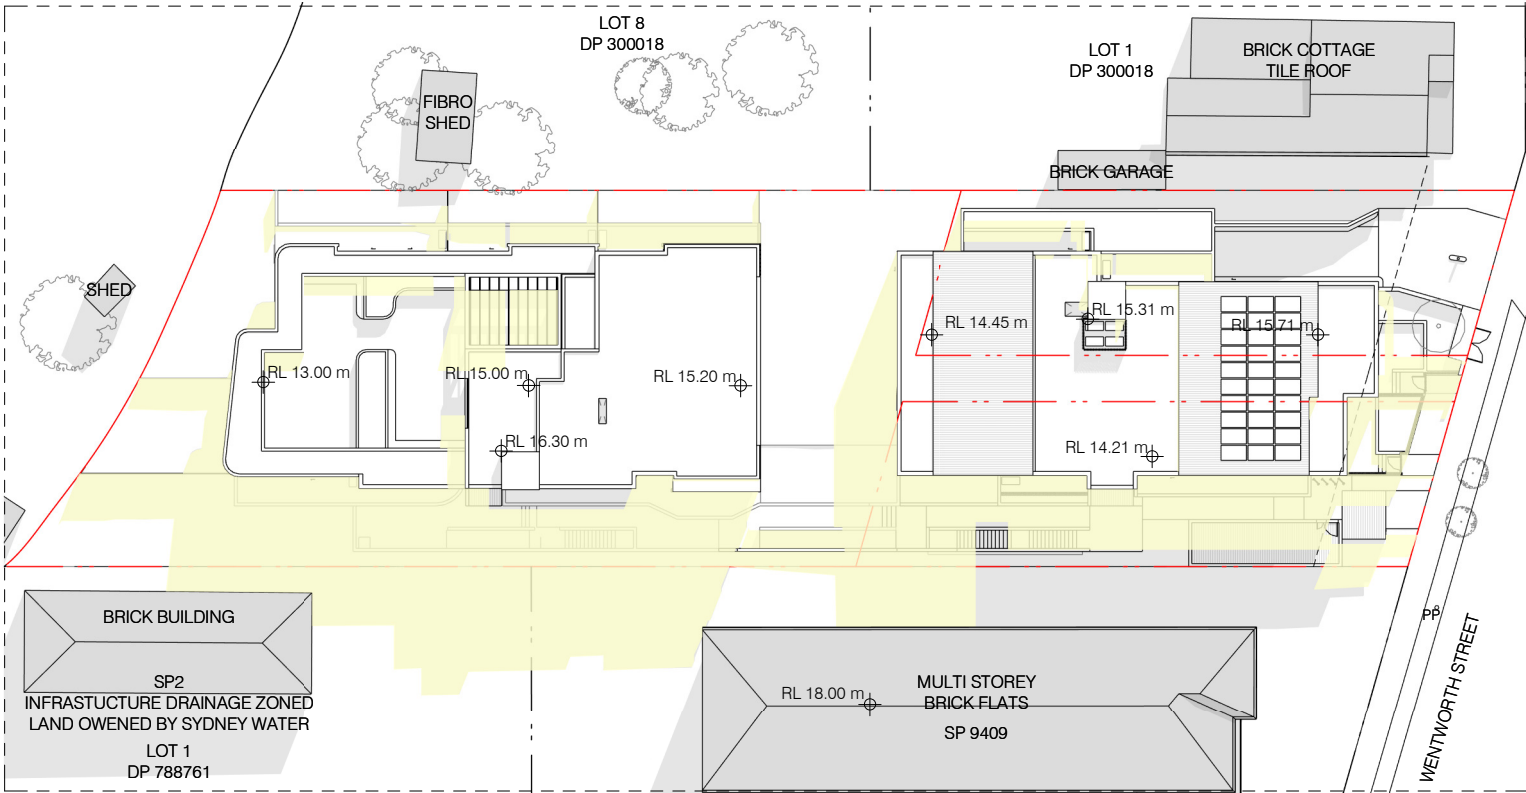 LOT 8
DP 300018
LOT 1
DP 300018
BRICK COTTAGE
TILE ROOF
FIBRO
SHED
BRICK GARAGE
SHED
RL 14.45 m
RL 15.31 m
RL 15.71 m
RL 13.00 m
RL 15.00 m
RL 15.20 m
RL 16.30 m
RL 14.21 m
BRICK BUILDING
SP2
INFRASTUCTURE DRAINAGE ZONED
LAND OWENED BY SYDNEY WATER
LOT 1
DP 788761
RL 18.00 m
MULTI STOREY
BRICK FLATS
SP 9409
PP
WENTWORTH STREET